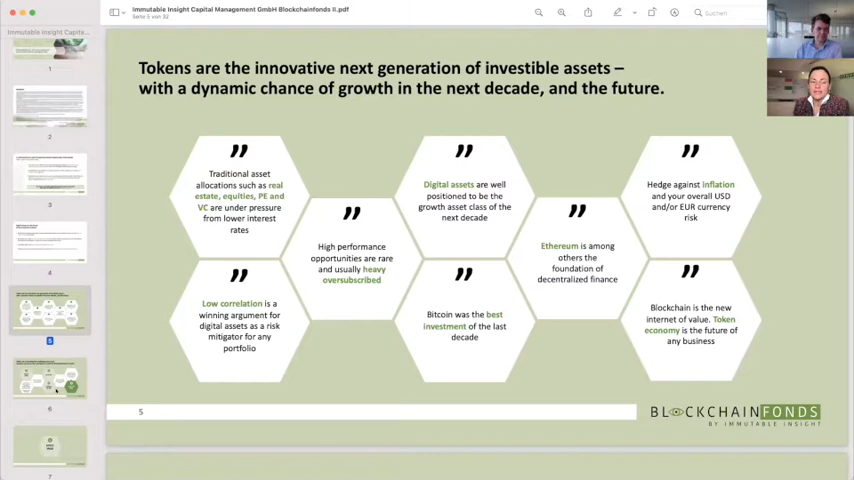 Immutable Insight Capital Management GmbH Blockchainfonds II.pdf
Seite 5 von 32
Suchen
Immutable Insight Capita...
1
2
3
4
5
6
7
Tokens are the innovative next generation of investible assets –
with a dynamic chance of growth in the next decade, and the future.
”
Traditional asset
allocations such as real
estate, equities, PE and
VC are under pressure
from lower interest
rates
”
Low correlation is a
winning argument for
digital assets as a risk
mitigator for any
portfolio
”
High performance
opportunities are rare
and usually heavy
oversubscribed
”
Digital assets are well
positioned to be the
growth asset class of the
next decade
”
Bitcoin was the best
investment of the last
decade
”
Ethereum is among
others the
foundation of
decentralized finance
”
Hedge against inflation
and your overall USD
and/or EUR currency
risk
”
Blockchain is the new
internet of value. Token
economy is the future of
any business
5
BLOCKCHAINFONDS
BY IMMUTABLE INSIGHT